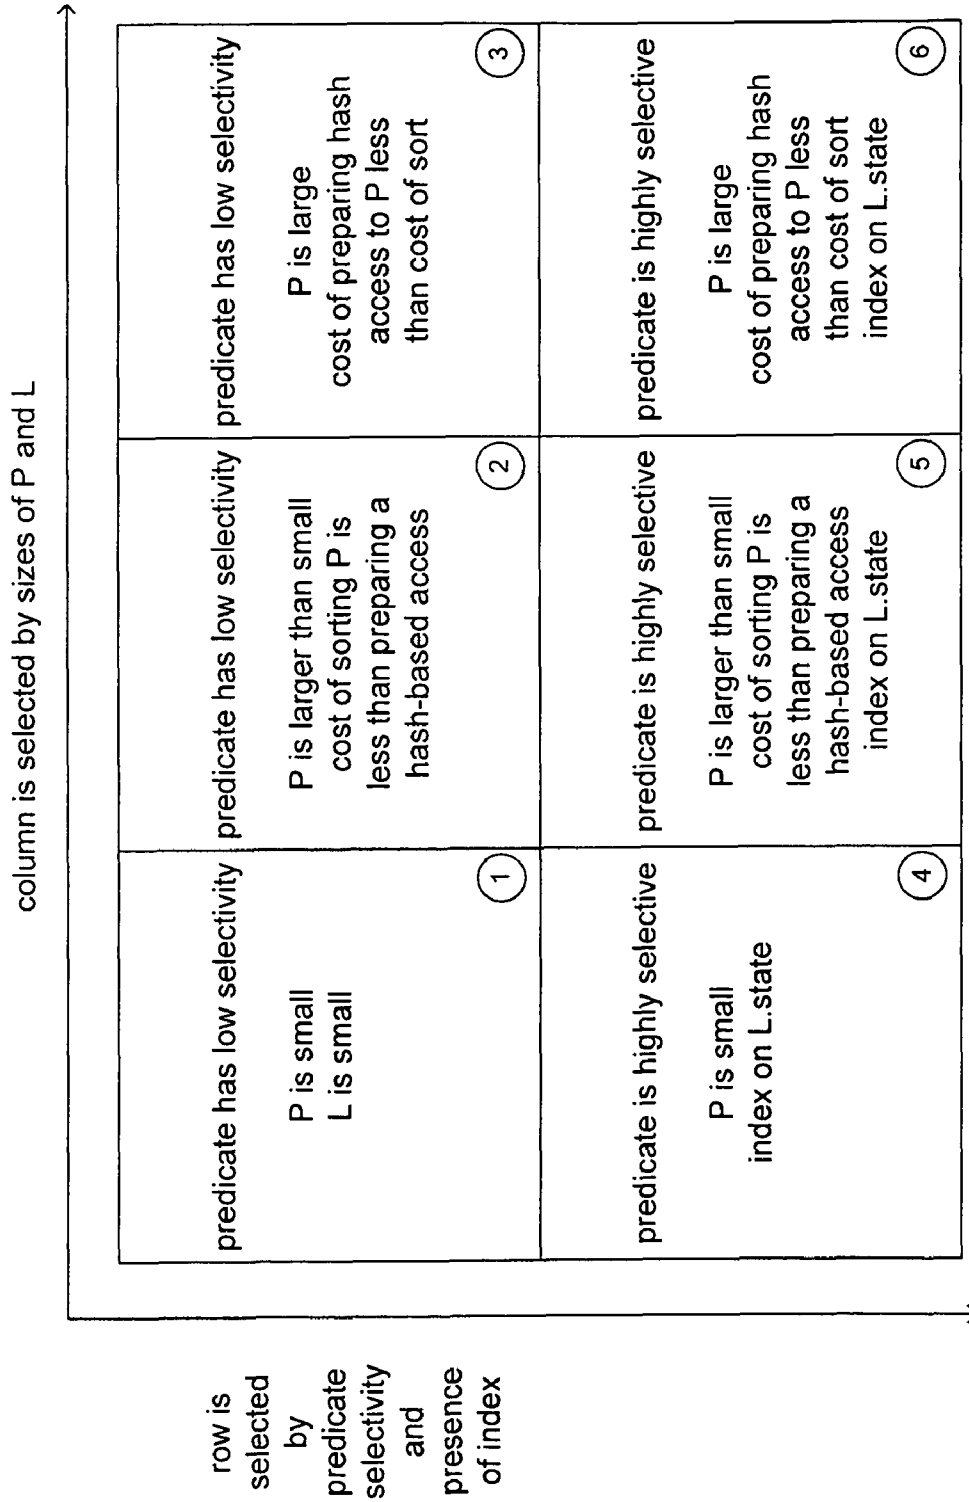 column is selected by sizes of P and L
row is
selected
by
predicate
selectivity
and
presence
of index
predicate has low selectivity
P is small
L is small
1
predicate has low selectivity
P is larger than small
cost of sorting P is
less than preparing a
hash-based access
2
predicate has low selectivity
P is large
cost of preparing hash
access to P less
than cost of sort
3
predicate is highly selective
P is small
index on L.state
4
predicate is highly selective
P is larger than small
cost of sorting P is
less than preparing a
hash-based access
index on L.state
5
predicate is highly selective
P is large
cost of preparing hash
access to P less
than cost of sort
index on L.state
6